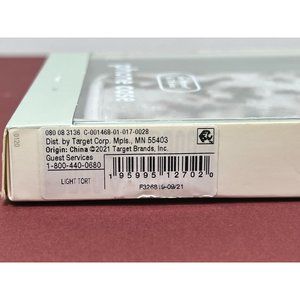 phone case
080 08 3136 C-001468-01-017-0028
Dist. by Target Corp. Mpls., MN 55403
Origin: China ©2021 Target Brands, Inc.
Guest Services
1-800-440-0680
LIGHT TORT
1 95995 12702 0